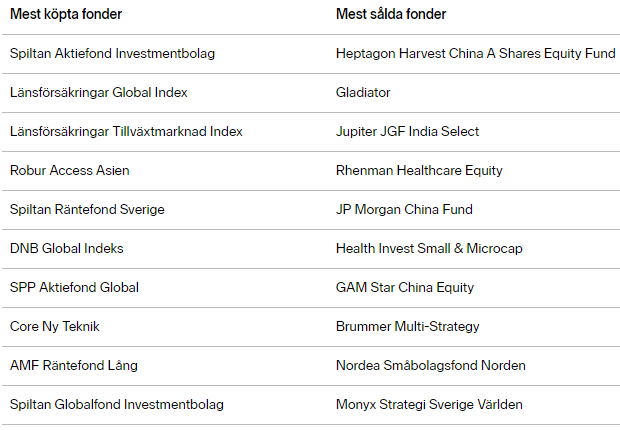 Mest köpta fonder Mest sålda fonder
Spiltan Aktiefond Investmentbolag Heptagon Harvest China A Shares Equity Fund
Länsförsäkringar Global Index Gladiator
Länsförsäkringar Tillväxtmarknad Index Jupiter JGF India Select
Robur Access Asien Rhenman Healthcare Equity
Spiltan Räntefond Sverige JP Morgan China Fund
DNB Global Indeks Health Invest Small & Microcap
SPP Aktiefond Global GAM Star China Equity
Core Ny Teknik Brummer Multi-Strategy
AMF Räntefond Lång Nordea Småbolagsfond Norden
Spiltan Globalfond Investmentbolag Monyx Strategi Sverige Världen